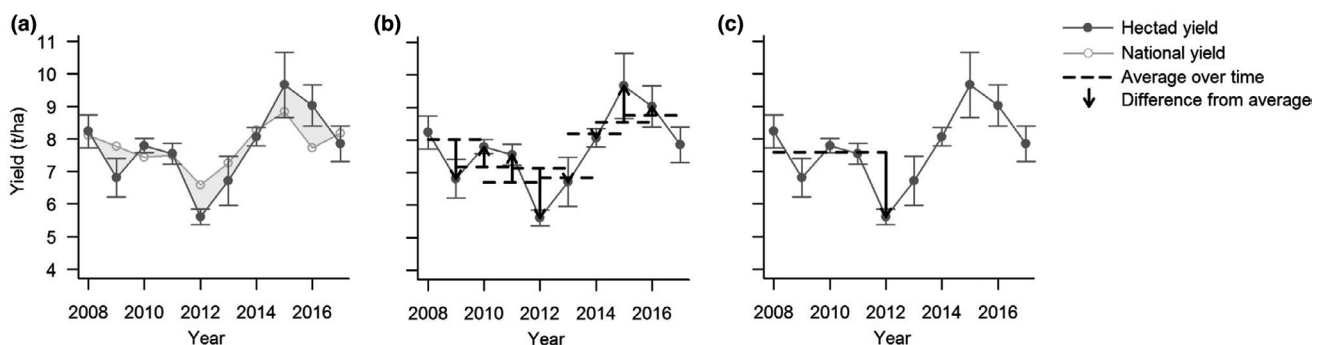 (a)
11
10
9
8
7
6
5
4
Yield (t/ha)
2008 2010 2012 2014 2016
Year
(b)
2008 2010 2012 2014 2016
Year
(c)
2008 2010 2012 2014 2016
Year
Hectad yield
National yield
Average over time
Difference from average